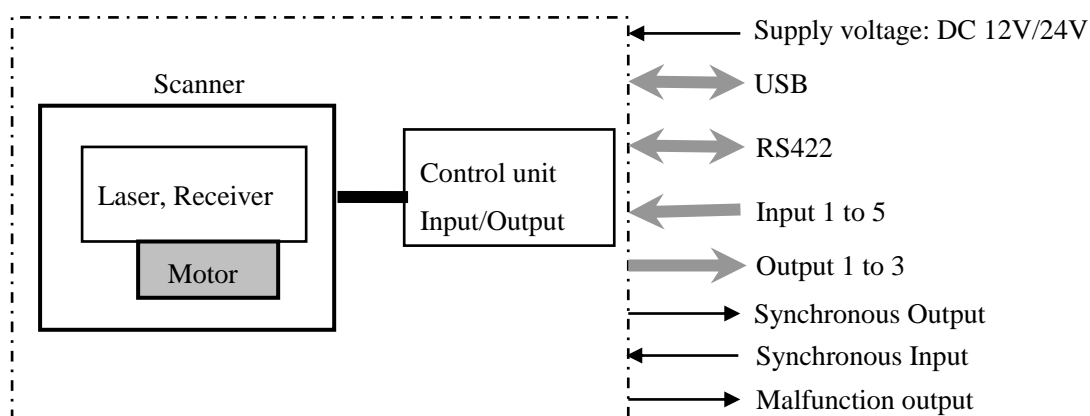 Supply voltage: DC 12V/24V
Scanner
USB
RS422
Laser, Receiver
Control unit
Input/Output
Input 1 to 5
Motor
Output 1 to 3
Synchronous Output
Synchronous Input
Malfunction output